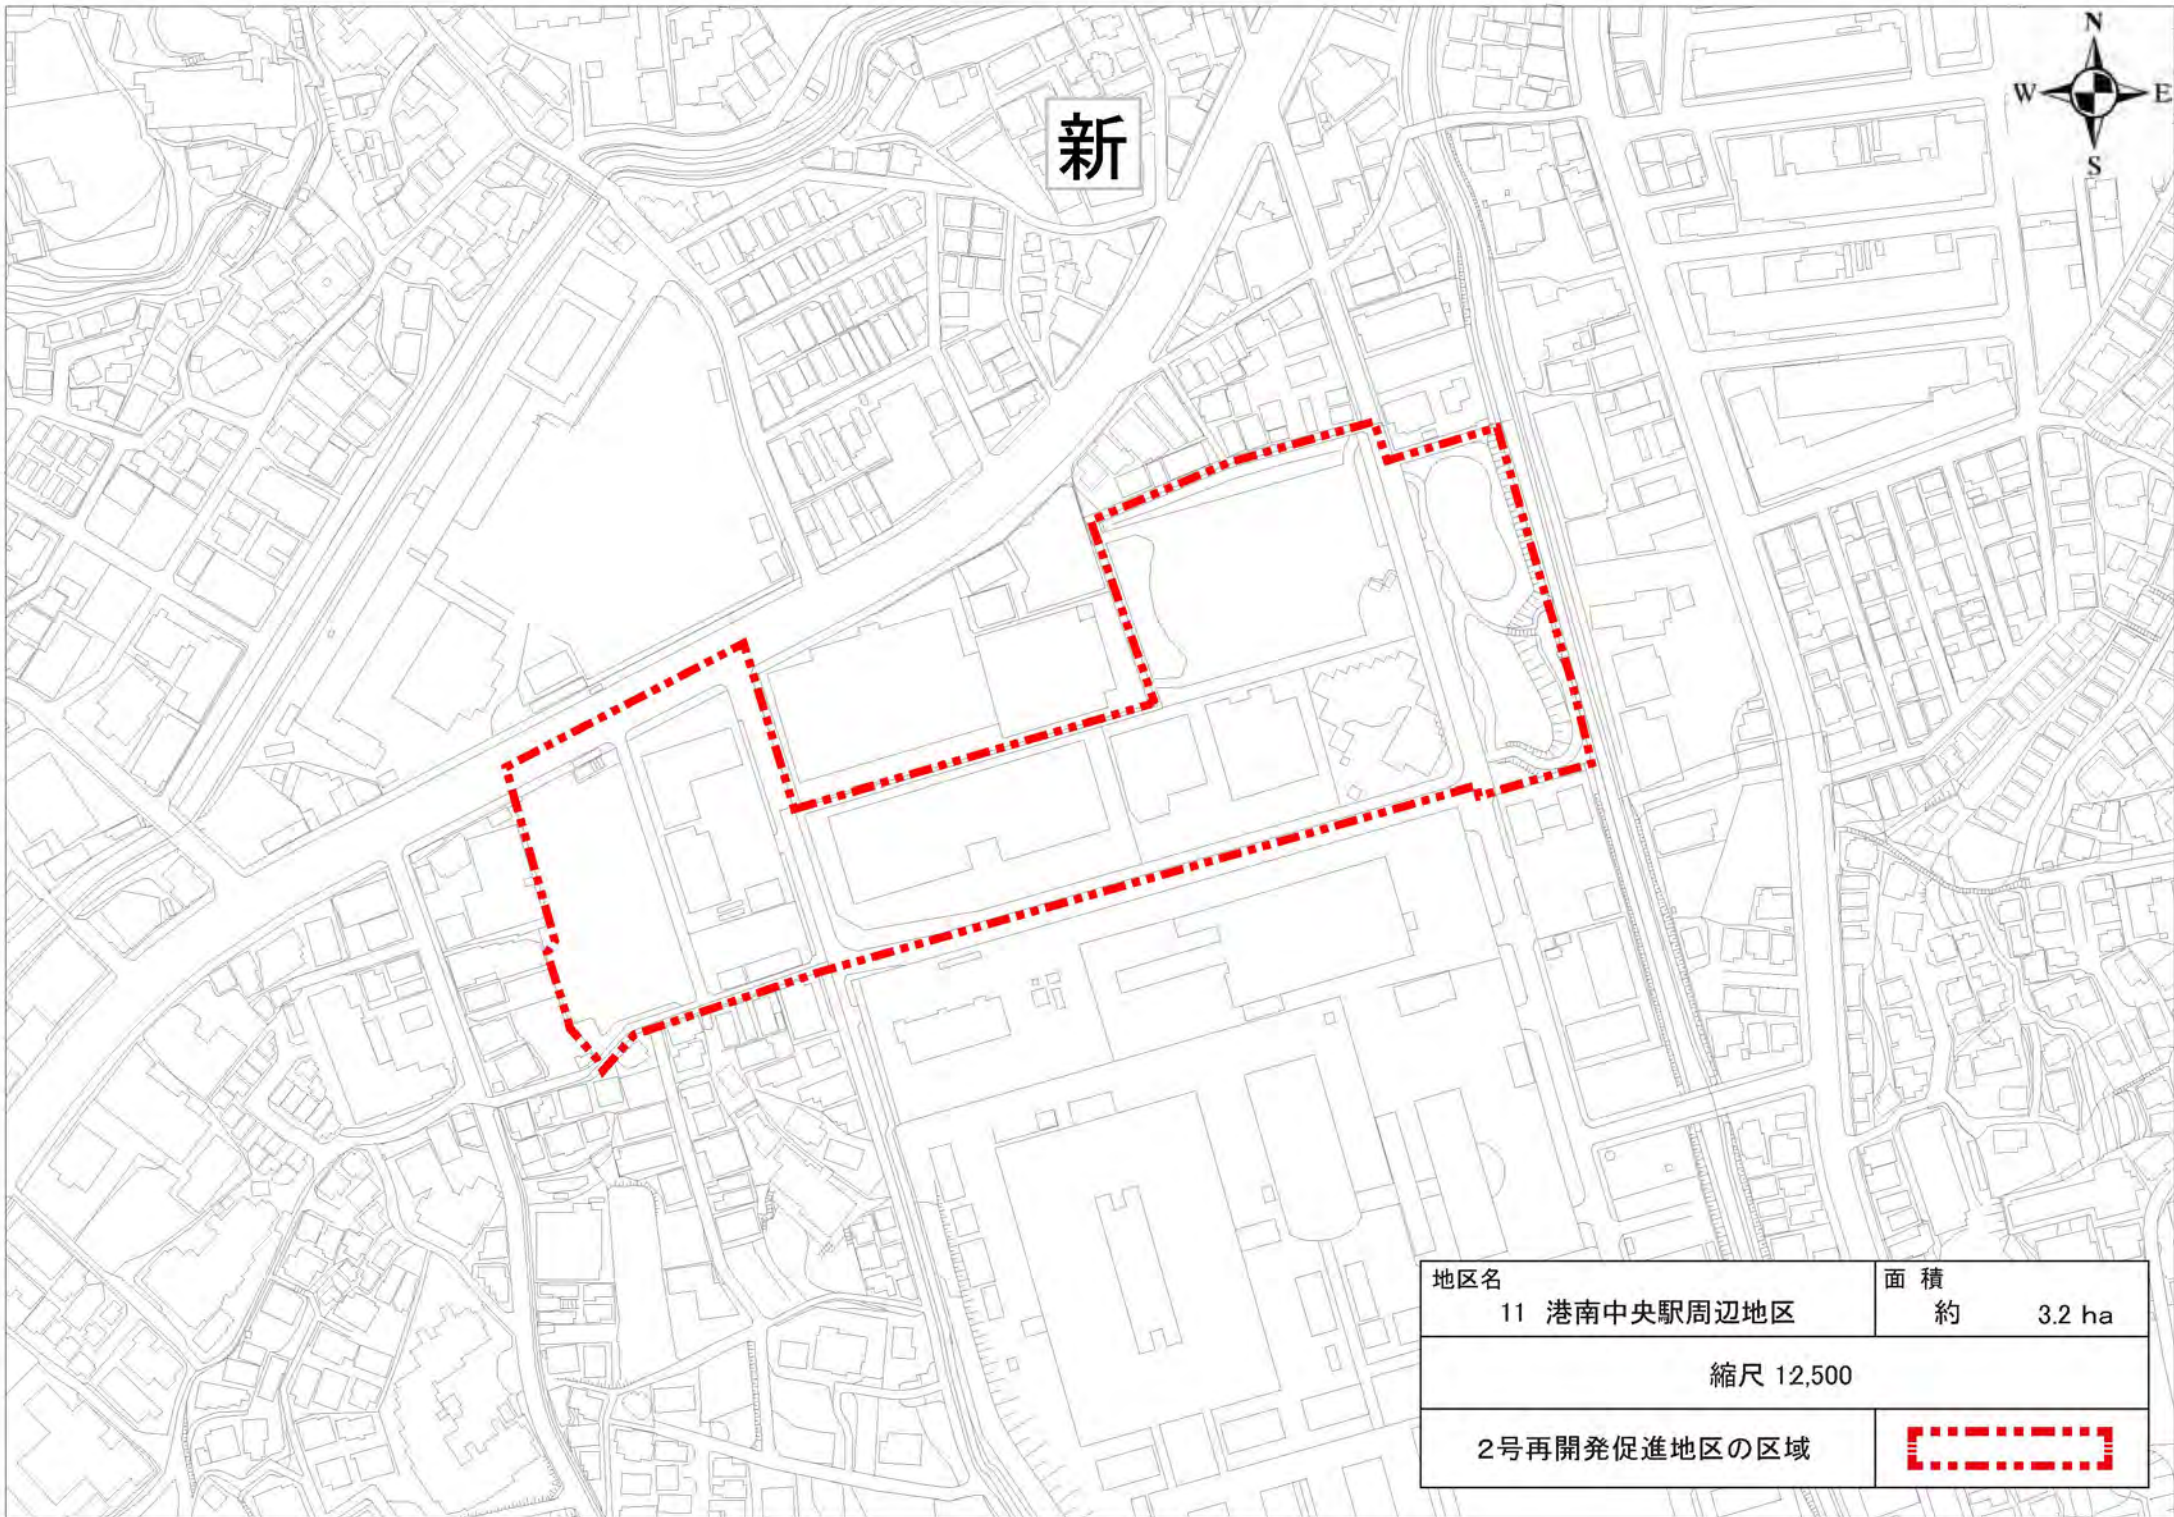 N
W E
S
新
地区名
11 港南中央駅周辺地区
面 積
約 3.2 ha
縮尺 12,500
2号再開発促進地区の区域